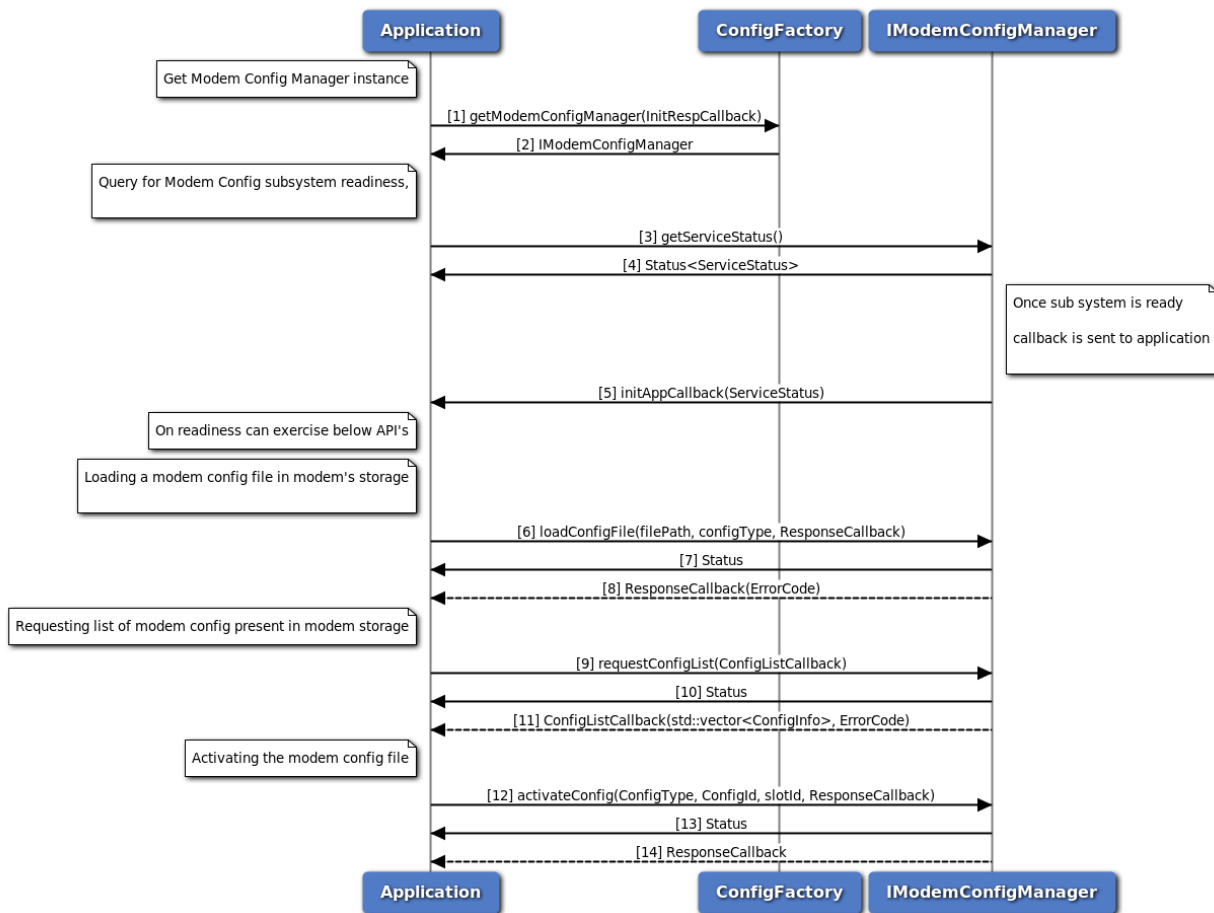 Application
ConfigFactory
IModemConfigManager
Get Modem Config Manager instance
[1] getModemConfigManager(InitRespCallback)
[2] IModemConfigManager
Query for Modem Config subsystem readiness,
[3] getServiceStatus()
[4] Status<ServiceStatus>
Once sub system is ready
callback is sent to application
[5] initAppCallback(ServiceStatus)
On readiness can exercise below API's
Loading a modem config file in modem's storage
[6] loadConfigFile(filePath, configType, ResponseCallback)
[7] Status
[8] ResponseCallback(ErrorCode)
Requesting list of modem config present in modem storage
[9] requestConfigList(ConfigListCallback)
[10] Status
[11] ConfigListCallback(std::vector<ConfigInfo>, ErrorCode)
Activating the modem config file
[12] activateConfig(ConfigType, ConfigId, slotId, ResponseCallback)
[13] Status
[14] ResponseCallback
Application
ConfigFactory
IModemConfigManager